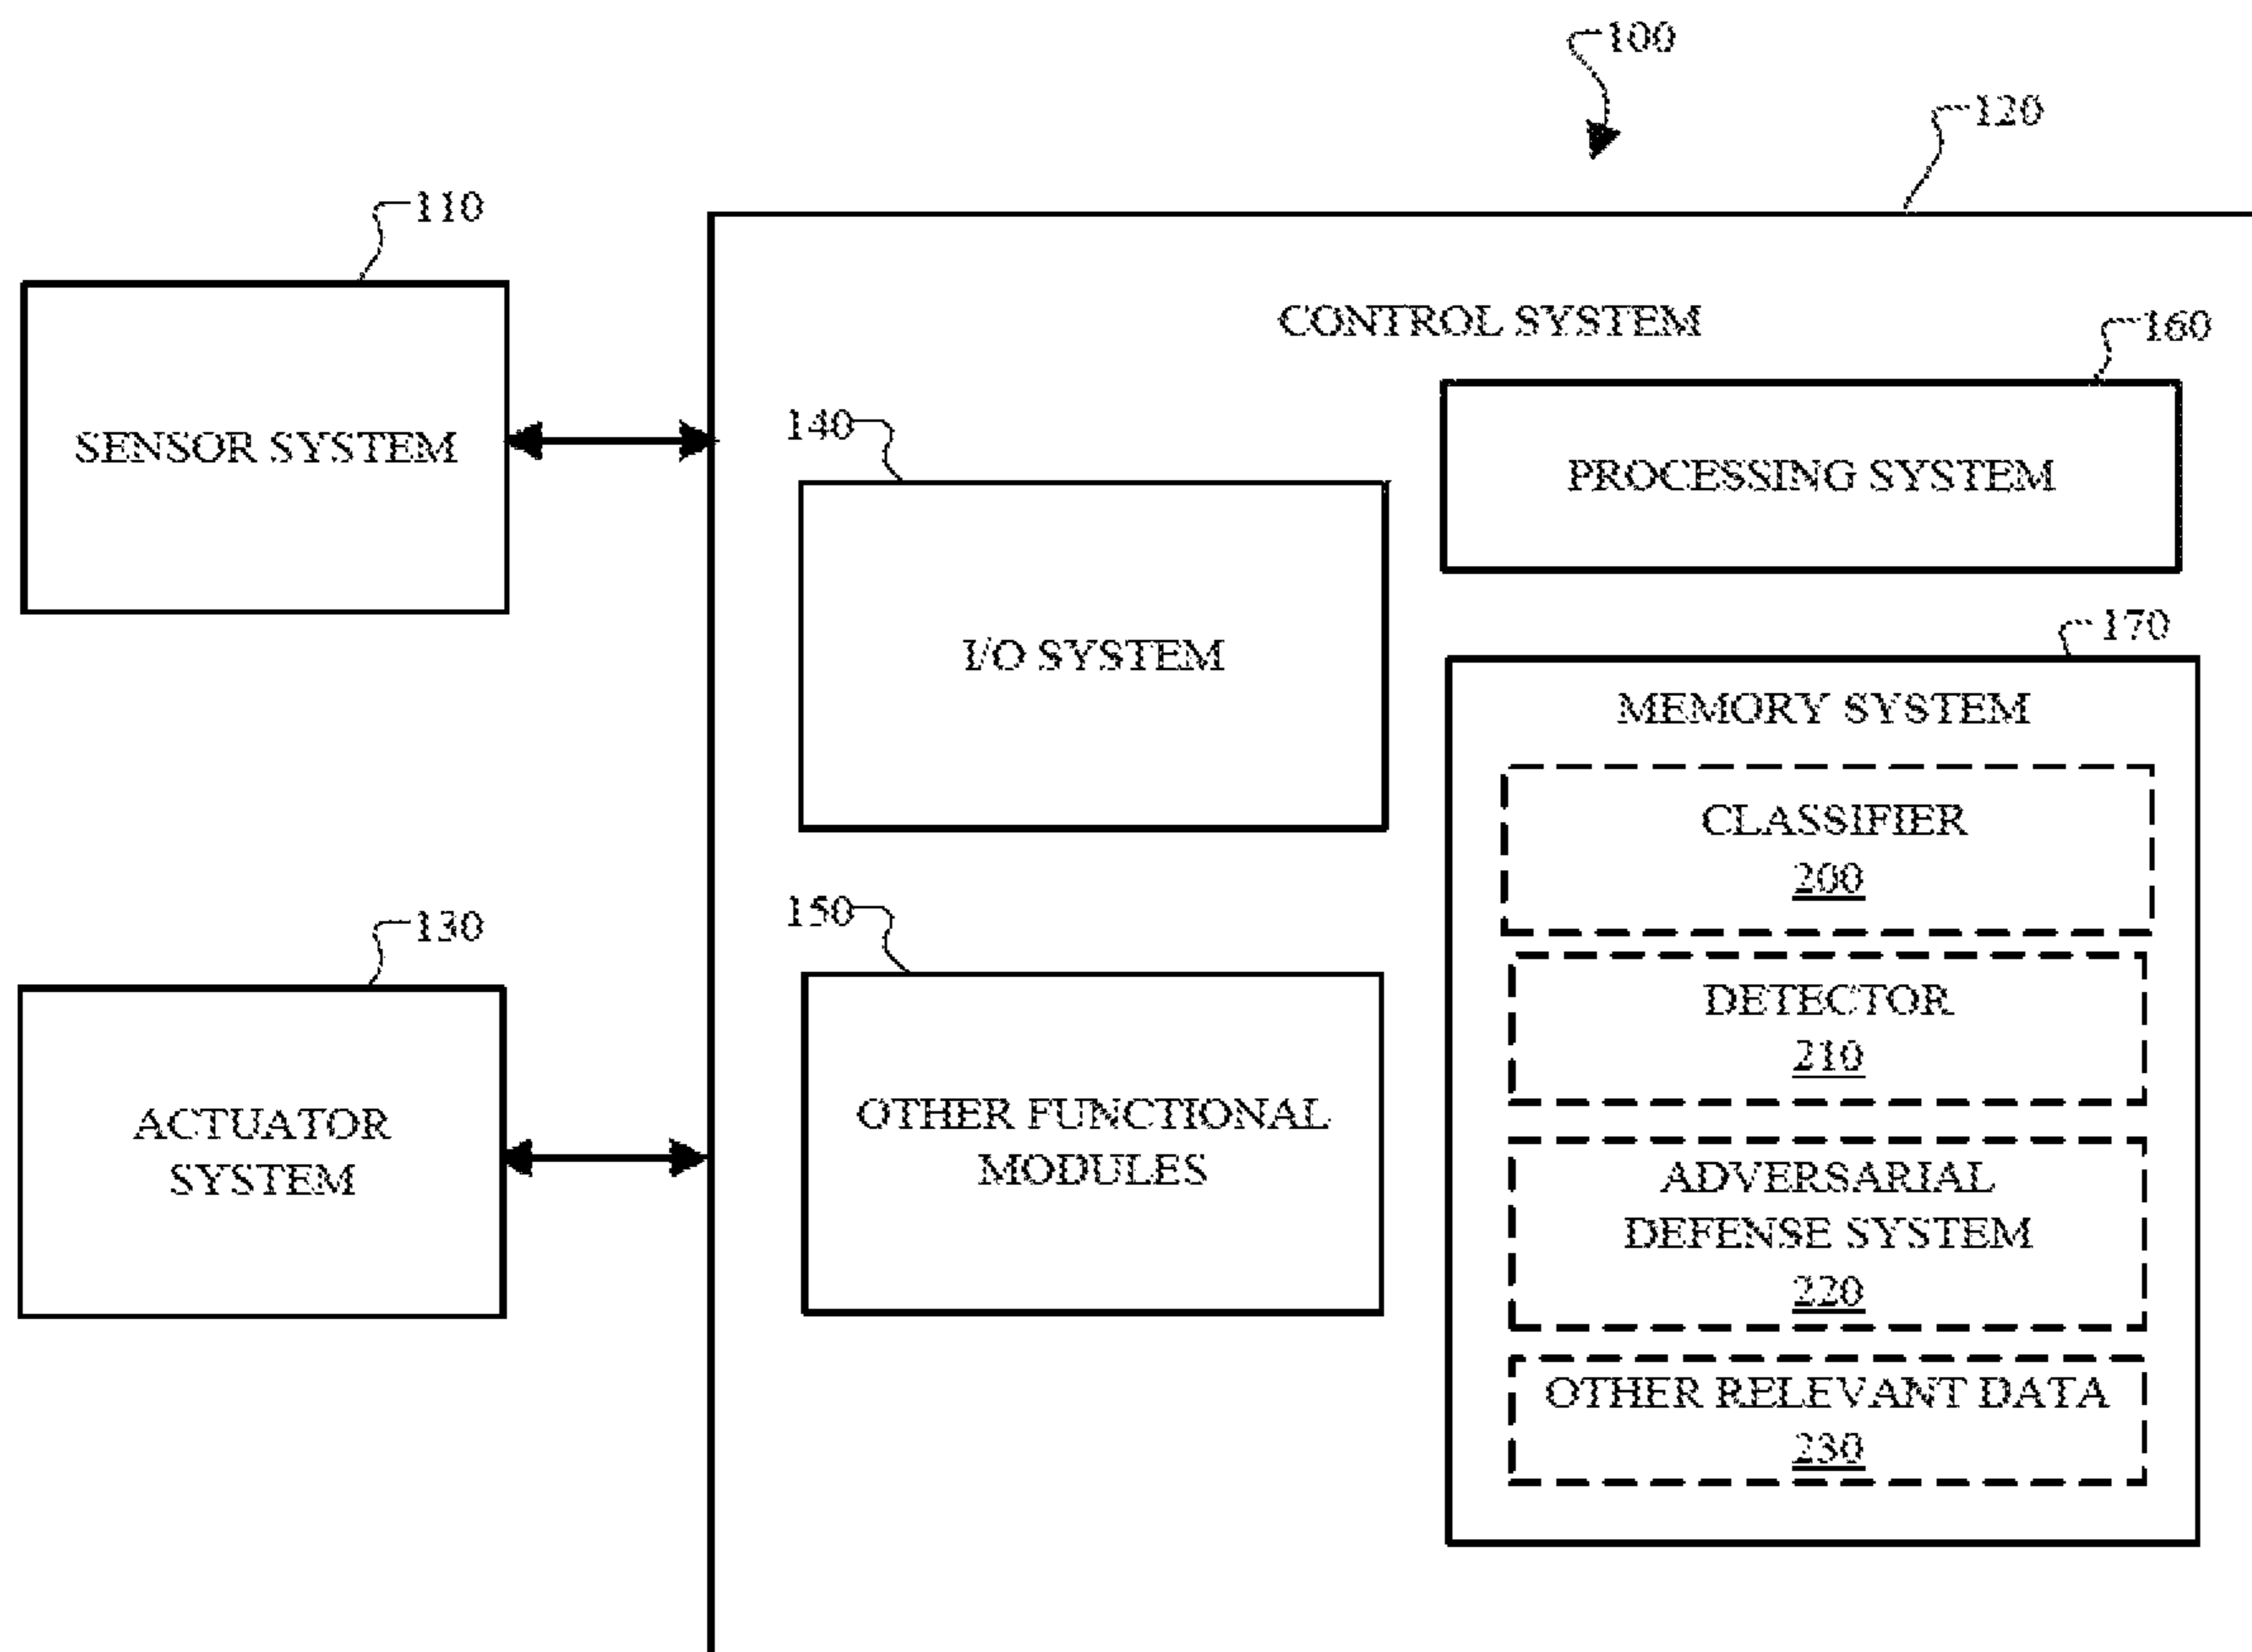 100
120
110
CONTROL SYSTEM
160
SENSOR SYSTEM
140
PROCESSING SYSTEM
I/O SYSTEM
170
MEMORY SYSTEM
CLASSIFIER
200
130
150
DETECTOR
210
ACTUATOR
SYSTEM
OTHER FUNCTIONAL
MODULES
ADVERSARIAL
DEFENSE SYSTEM
220
OTHER RELEVANT DATA
230